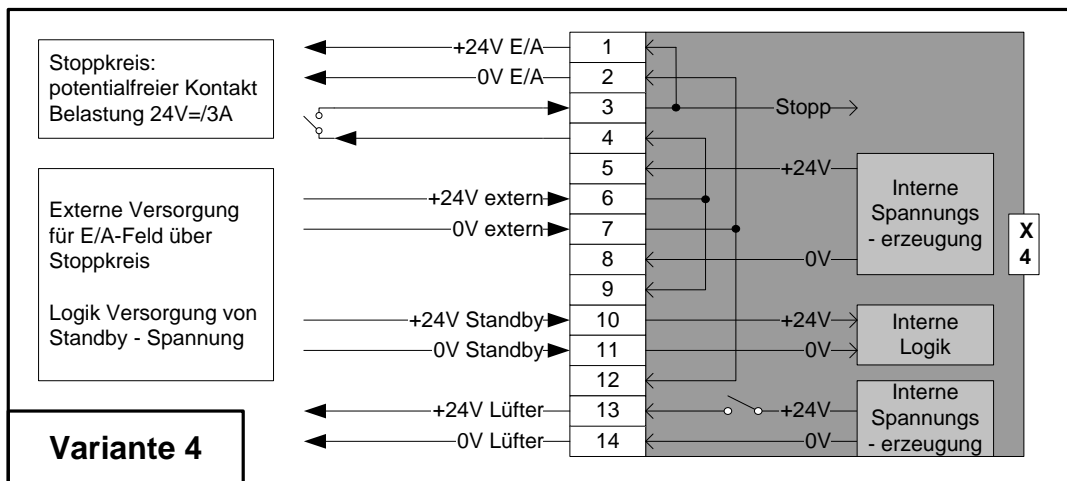 Stoppkreis:
potentialfreier Kontakt
Belastung 24V=/3A
Externe Versorgung
für E/A-Feld über
Stoppkreis
Logik Versorgung von
Standby - Spannung
Variante 4
+24V E/A
0V E/A
+24V extern
0V extern
+24V Standby
0V Standby
+24V Lüfter
0V Lüfter
1
2
3
4
5
6
7
8
9
10
11
12
13
14
Stopp
+24V
0V
+24V
0V
+24V
0V
Interne
Spannungs
- erzeugung
Interne
Logik
Interne
Spannungs
- erzeugung
X
4